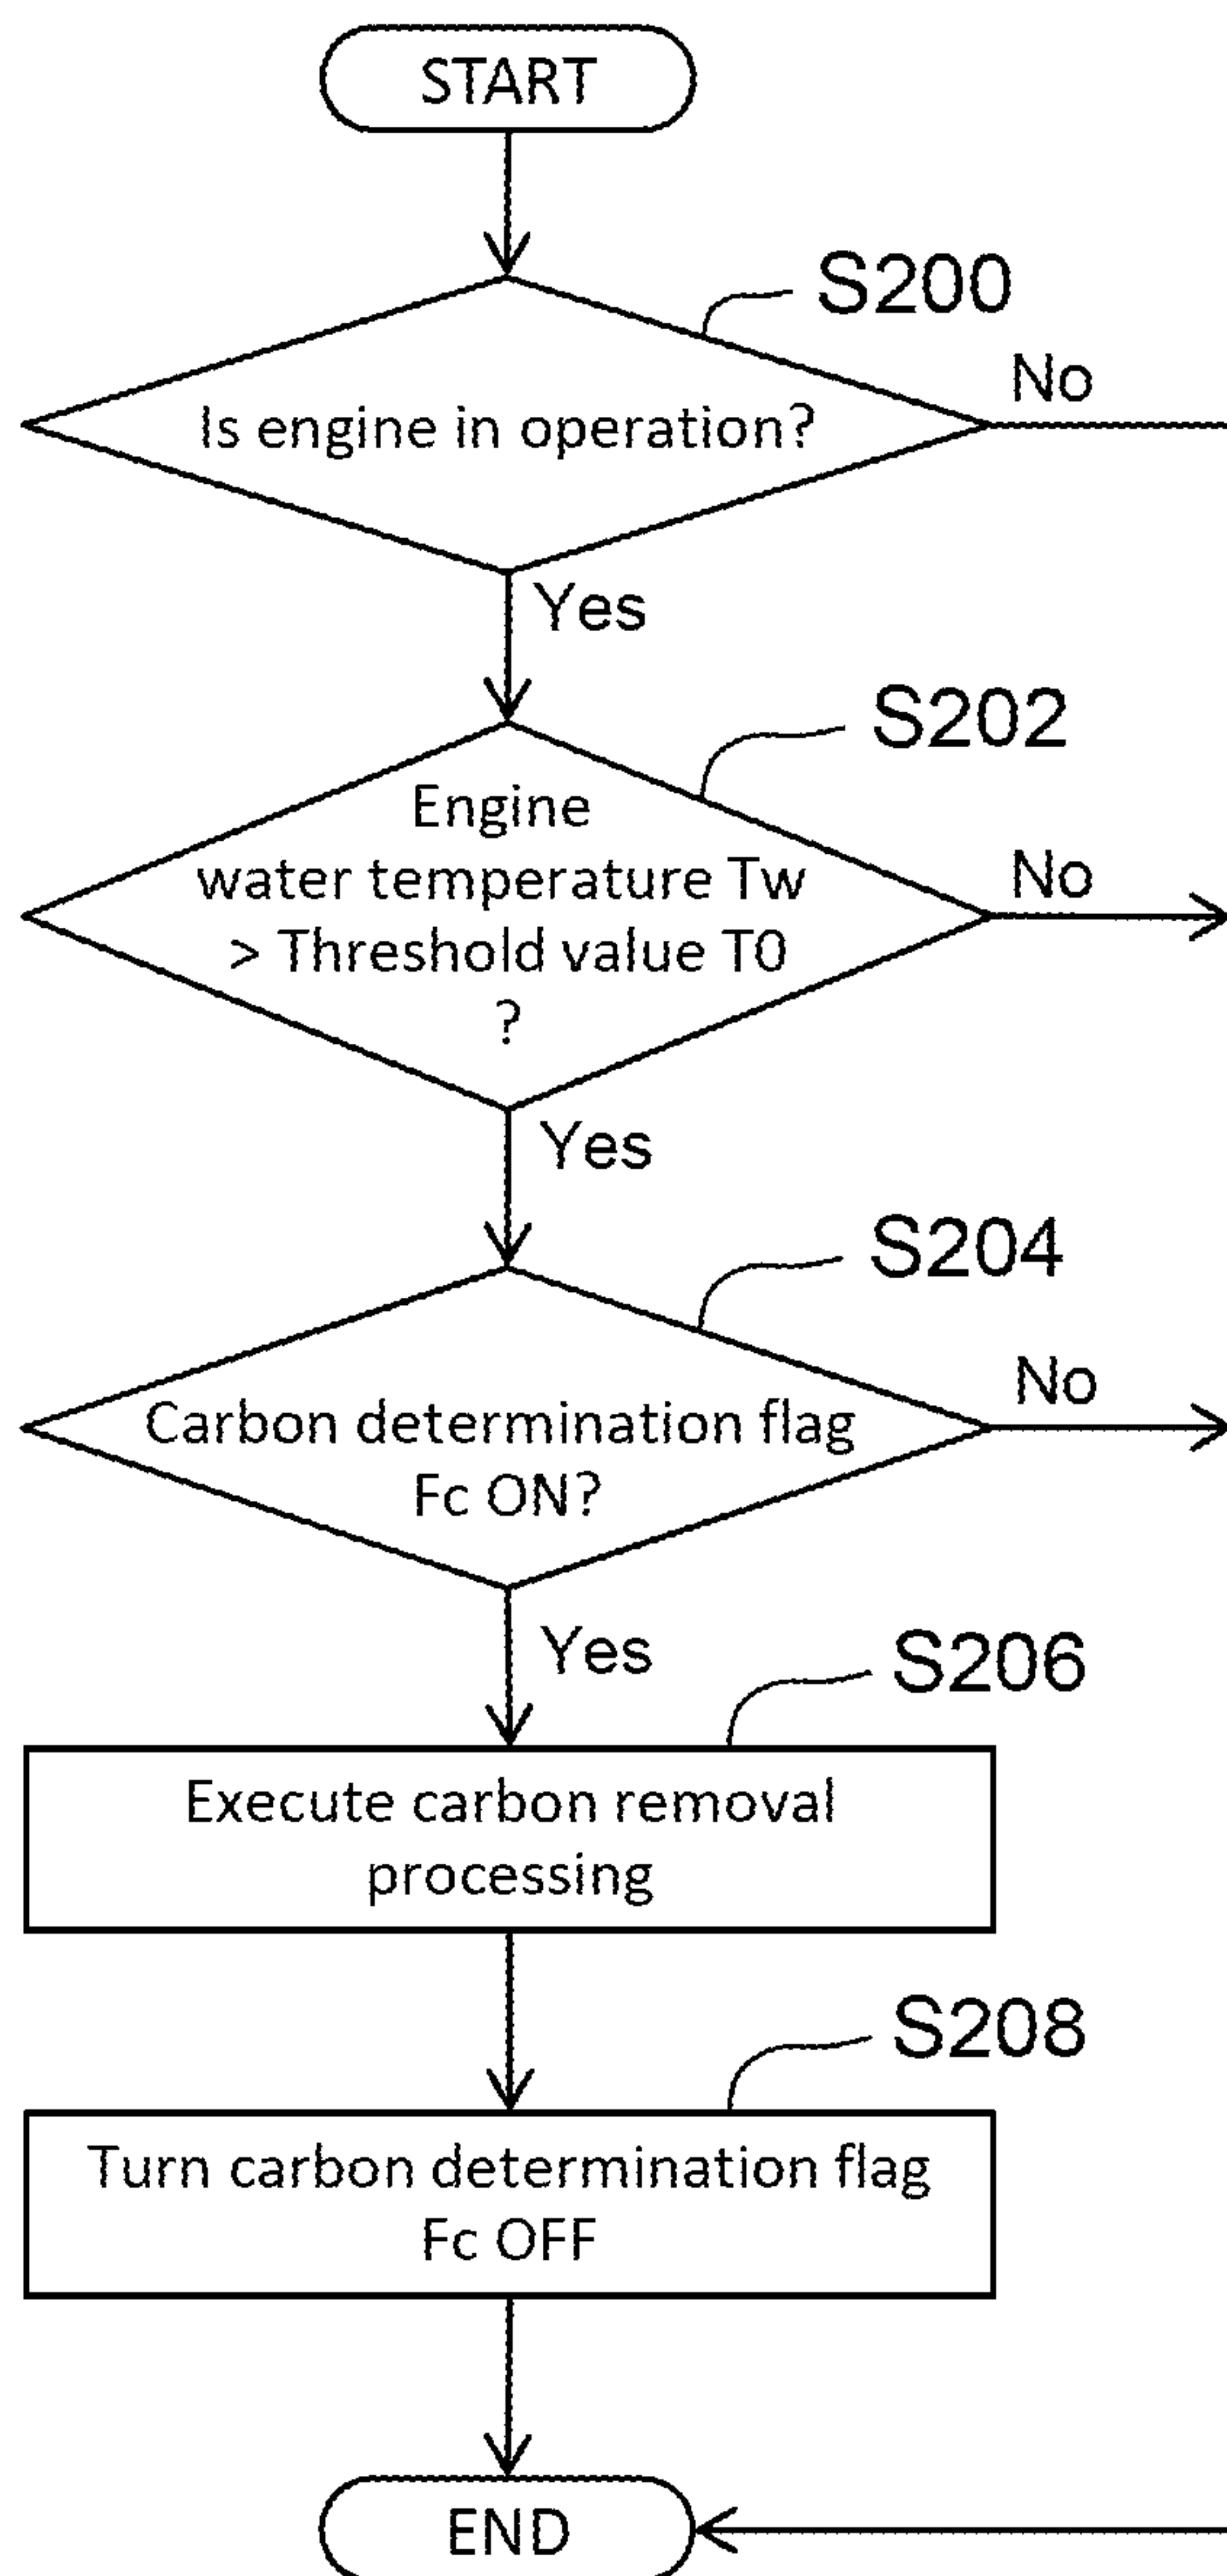 START
S200
Is engine in operation?
No
Yes
S202
Engine
water temperature Tw
> Threshold value T0
?
No
Yes
S204
Carbon determination flag
Fc ON?
No
Yes
S206
Execute carbon removal
processing
S208
Turn carbon determination flag
Fc OFF
END